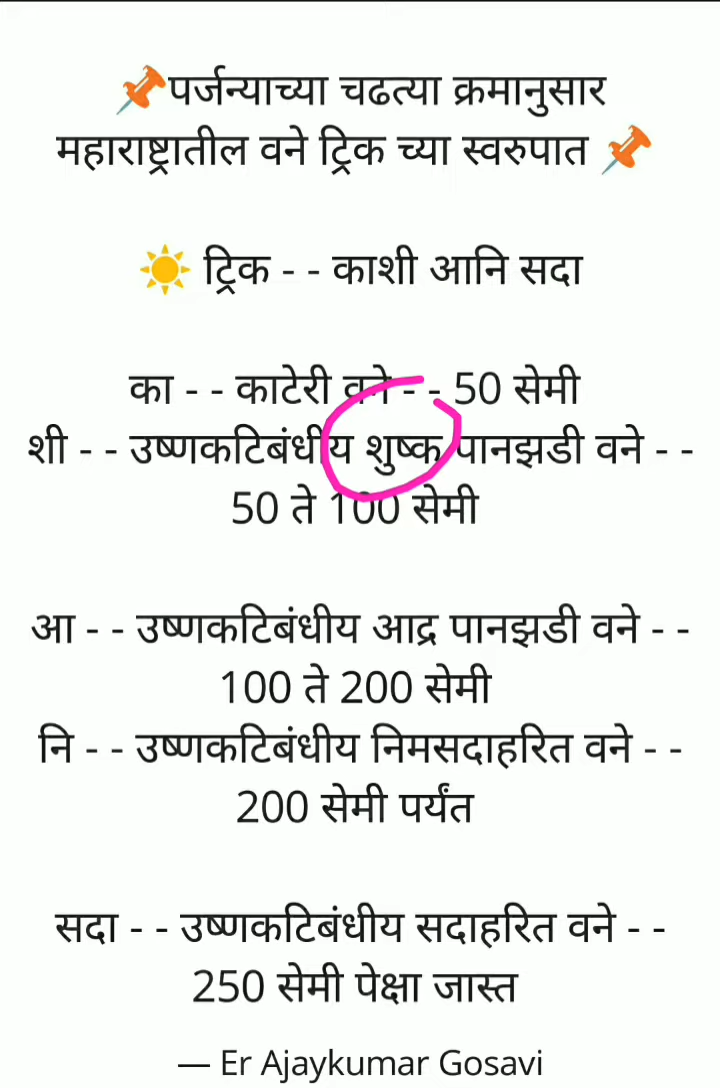 📌पर्जन्याच्या चढत्या क्रमानुसार
महाराष्ट्रातील वने ट्रिक च्या स्वरुपात 📌
☀️ ट्रिक - - काशी आनि सदा
का - - काटेरी वने - - 50 सेमी
शी - - उष्णकटिबंधीय शुष्क पानझडी वने - -
50 ते 100 सेमी
आ - - उष्णकटिबंधीय आद्र पानझडी वने - -
100 ते 200 सेमी
नि - - उष्णकटिबंधीय निमसदाहरित वने - -
200 सेमी पर्यंत
सदा - - उष्णकटिबंधीय सदाहरित वने - -
250 सेमी पेक्षा जास्त
— Er Ajaykumar Gosavi